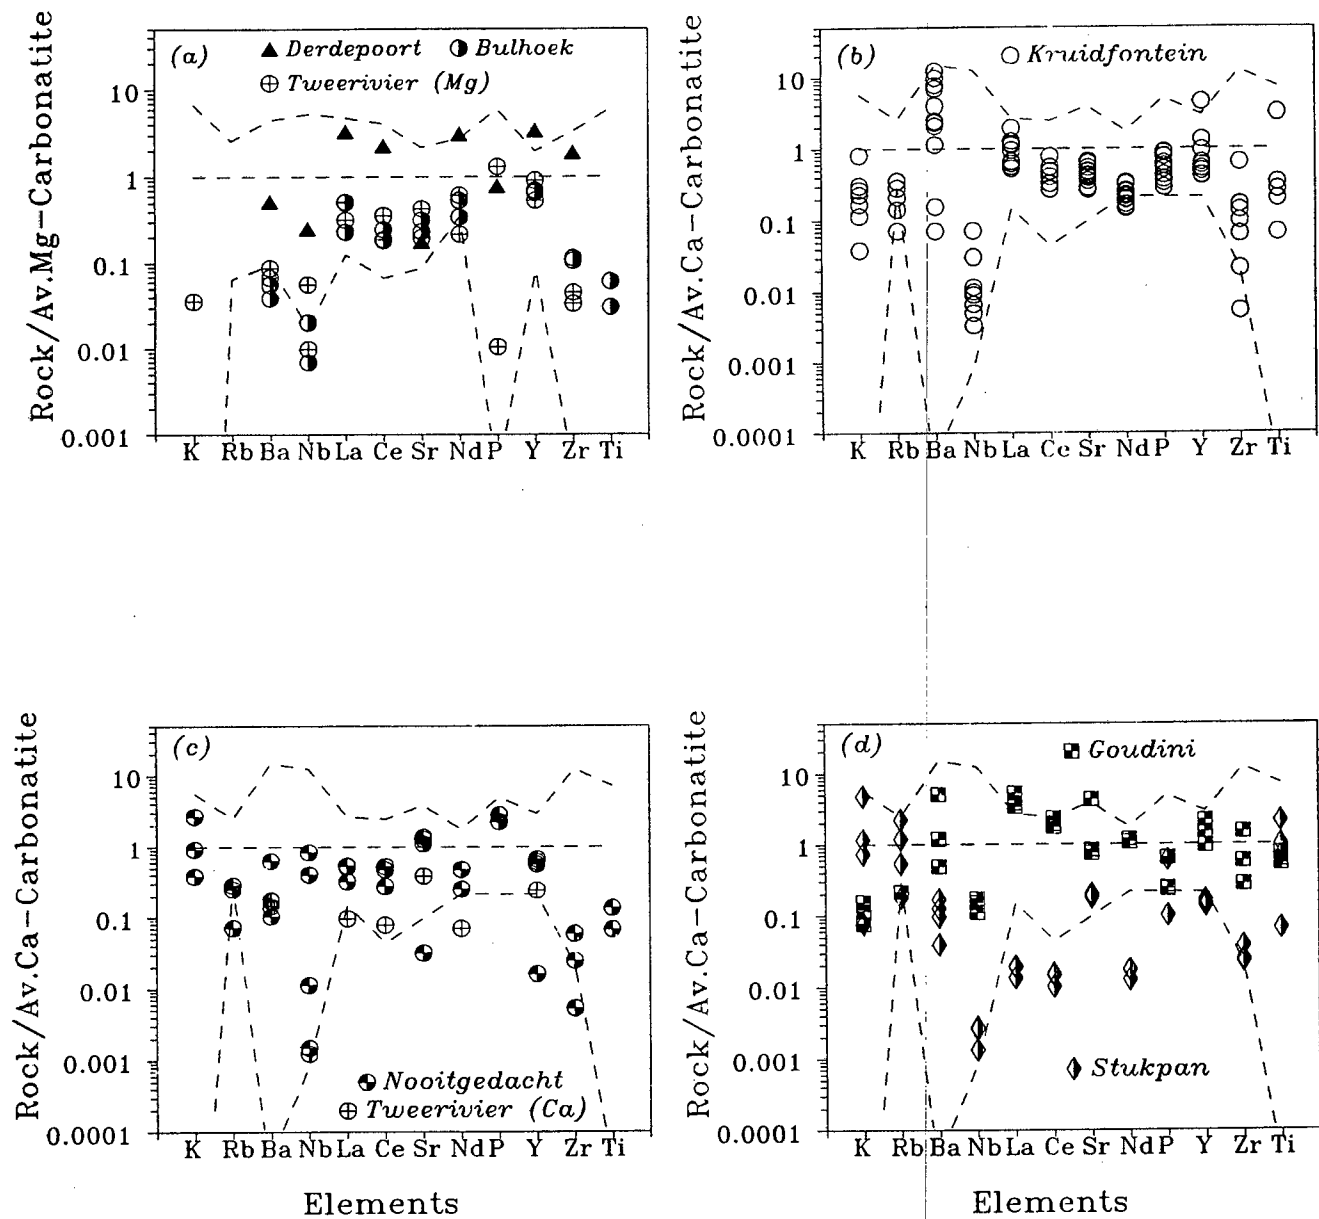 (a)
Derdepoort
Bulhoek
Tweerivier (Mg)
Rock/Av.Mg-Carbonatite
10
1
0.1
0.01
0.001
K Rb Ba Nb La Ce Sr Nd P Y Zr Ti
(b)
Kruidfontein
Rock/Av.Ca-Carbonatite
10
1
0.1
0.01
0.001
0.0001
K Rb Ba Nb La Ce Sr Nd P Y Zr Ti
(c)
Rock/Av.Ca-Carbonatite
10
1
0.1
0.01
0.001
0.0001
Nooitgedacht
Tweerivier (Ca)
K Rb Ba Nb La Ce Sr Nd P Y Zr Ti
Elements
(d)
Goudini
Rock/Av.Ca-Carbonatite
10
1
0.1
0.01
0.001
0.0001
Stukpan
K Rb Ba Nb La Ce Sr Nd P Y Zr Ti
Elements